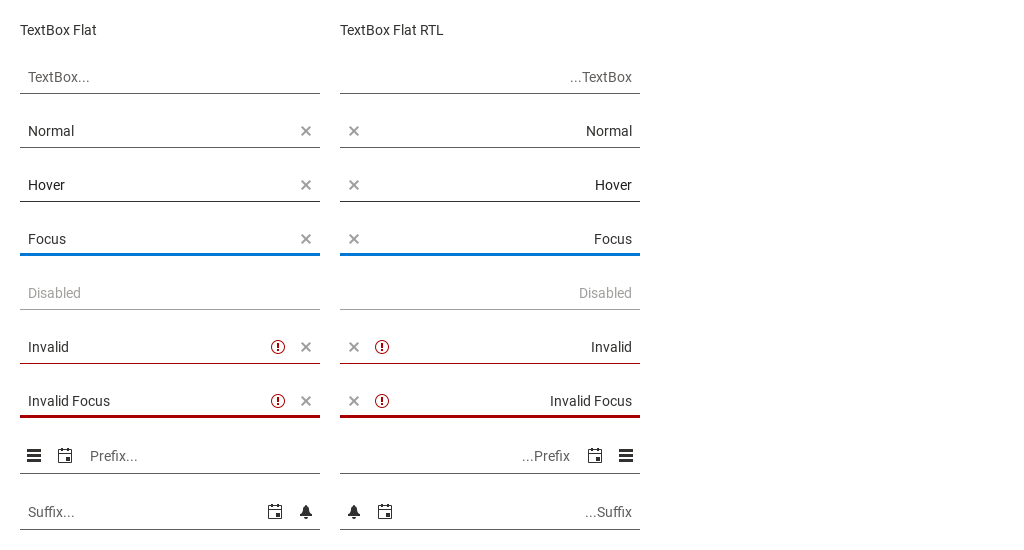 TextBox Flat
TextBox Flat RTL
TextBox...
...TextBox
Normal
Normal
Hover
Hover
Focus
Focus
Disabled
Disabled
Invalid
Invalid
Invalid Focus
Invalid Focus
Prefix...
...Prefix
Suffix...
...Suffix